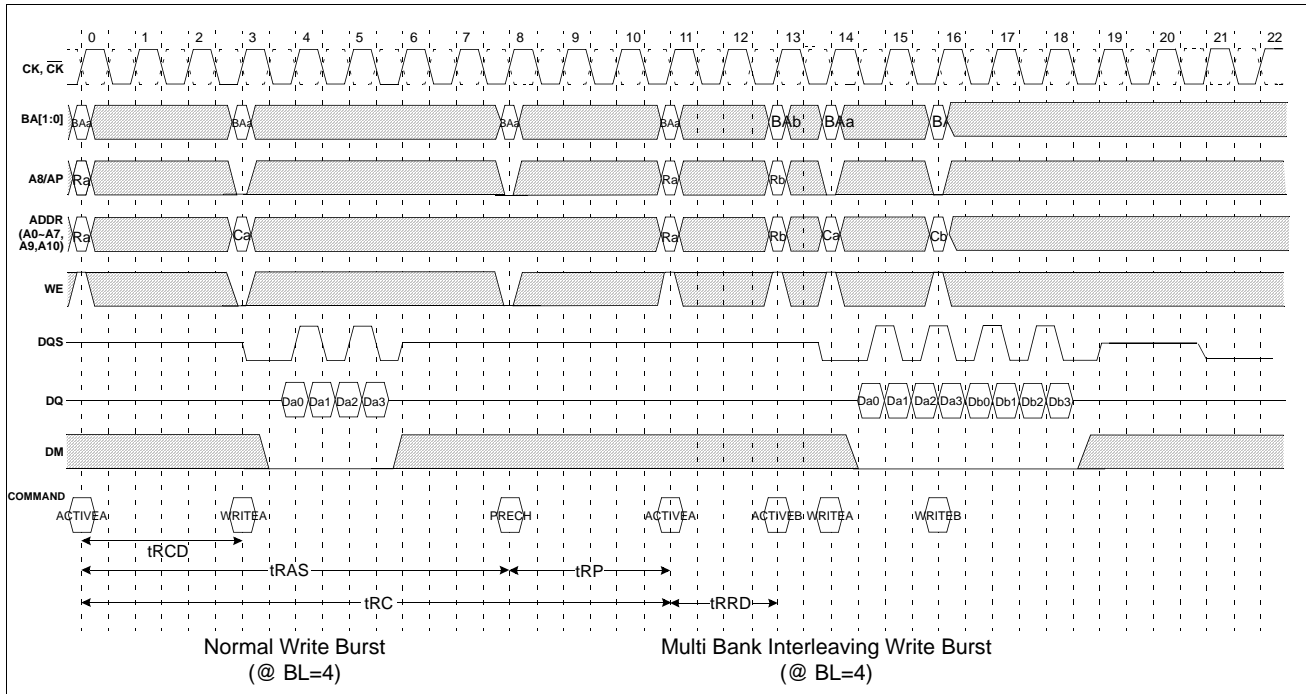 0 1 2 3 4 5 6 7 8 9 10 11 12 13 14 15 16 17 18 19 20 21 22
CK, CK
BA[1:0] BAa BAa BAa BAa BAb BAa BA
A8/AP Ra Ra Rb
ADDR
(A0~A7,
A9,A10)
Ra Ca Ra Rb Ca Cb
WE
DQS
DQ Da0 Da1 Da2 Da3 Da0 Da1 Da2 Da3 Db0 Db1 Db2 Db3
DM
COMMAND
ACTIVEA WRITEA PRECH ACTIVEA ACTIVEB WRITEA WRITEB
tRCD
tRAS tRP
tRC tRRD
Normal Write Burst Multi Bank Interleaving Write Burst
(@ BL=4) (@ BL=4)